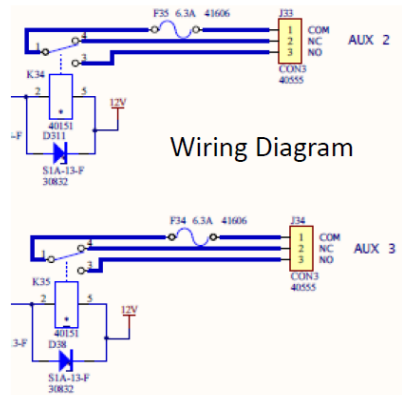 F35 6.3A 41606
J33
1 COM
2 NC
3 NO
AUX 2
CON3
40555
1
4
3
K34
2 5
*
40151
D311
12V
-F
S1A-13-F
30832
Wiring Diagram
F34 6.3A 41606
J34
1 COM
2 NC
3 NO
AUX 3
CON3
40555
1
4
3
K35
2 5
*
40151
D38
12V
3-F
S1A-13-F
30832